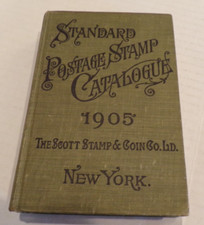 STANDARD
POSTAGE STAMP
CATALOGUE
1905
THE SCOTT STAMP & COIN CO. LTD.
NEW YORK.